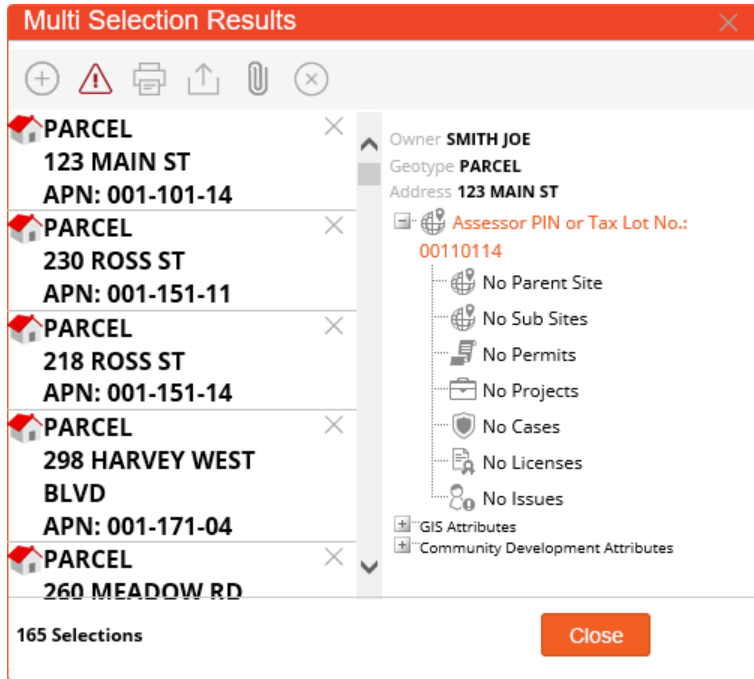 Multi Selection Results
PARCEL
123 MAIN ST
APN: 001-101-14
PARCEL
230 ROSS ST
APN: 001-151-11
PARCEL
218 ROSS ST
APN: 001-151-14
PARCEL
298 HARVEY WEST
BLVD
APN: 001-171-04
PARCEL
260 MEADOW RD
Owner SMITH JOE
Geotype PARCEL
Address 123 MAIN ST
Assessor PIN or Tax Lot No.:
00110114
No Parent Site
No Sub Sites
No Permits
No Projects
No Cases
No Licenses
No Issues
GIS Attributes
Community Development Attributes
165 Selections
Close